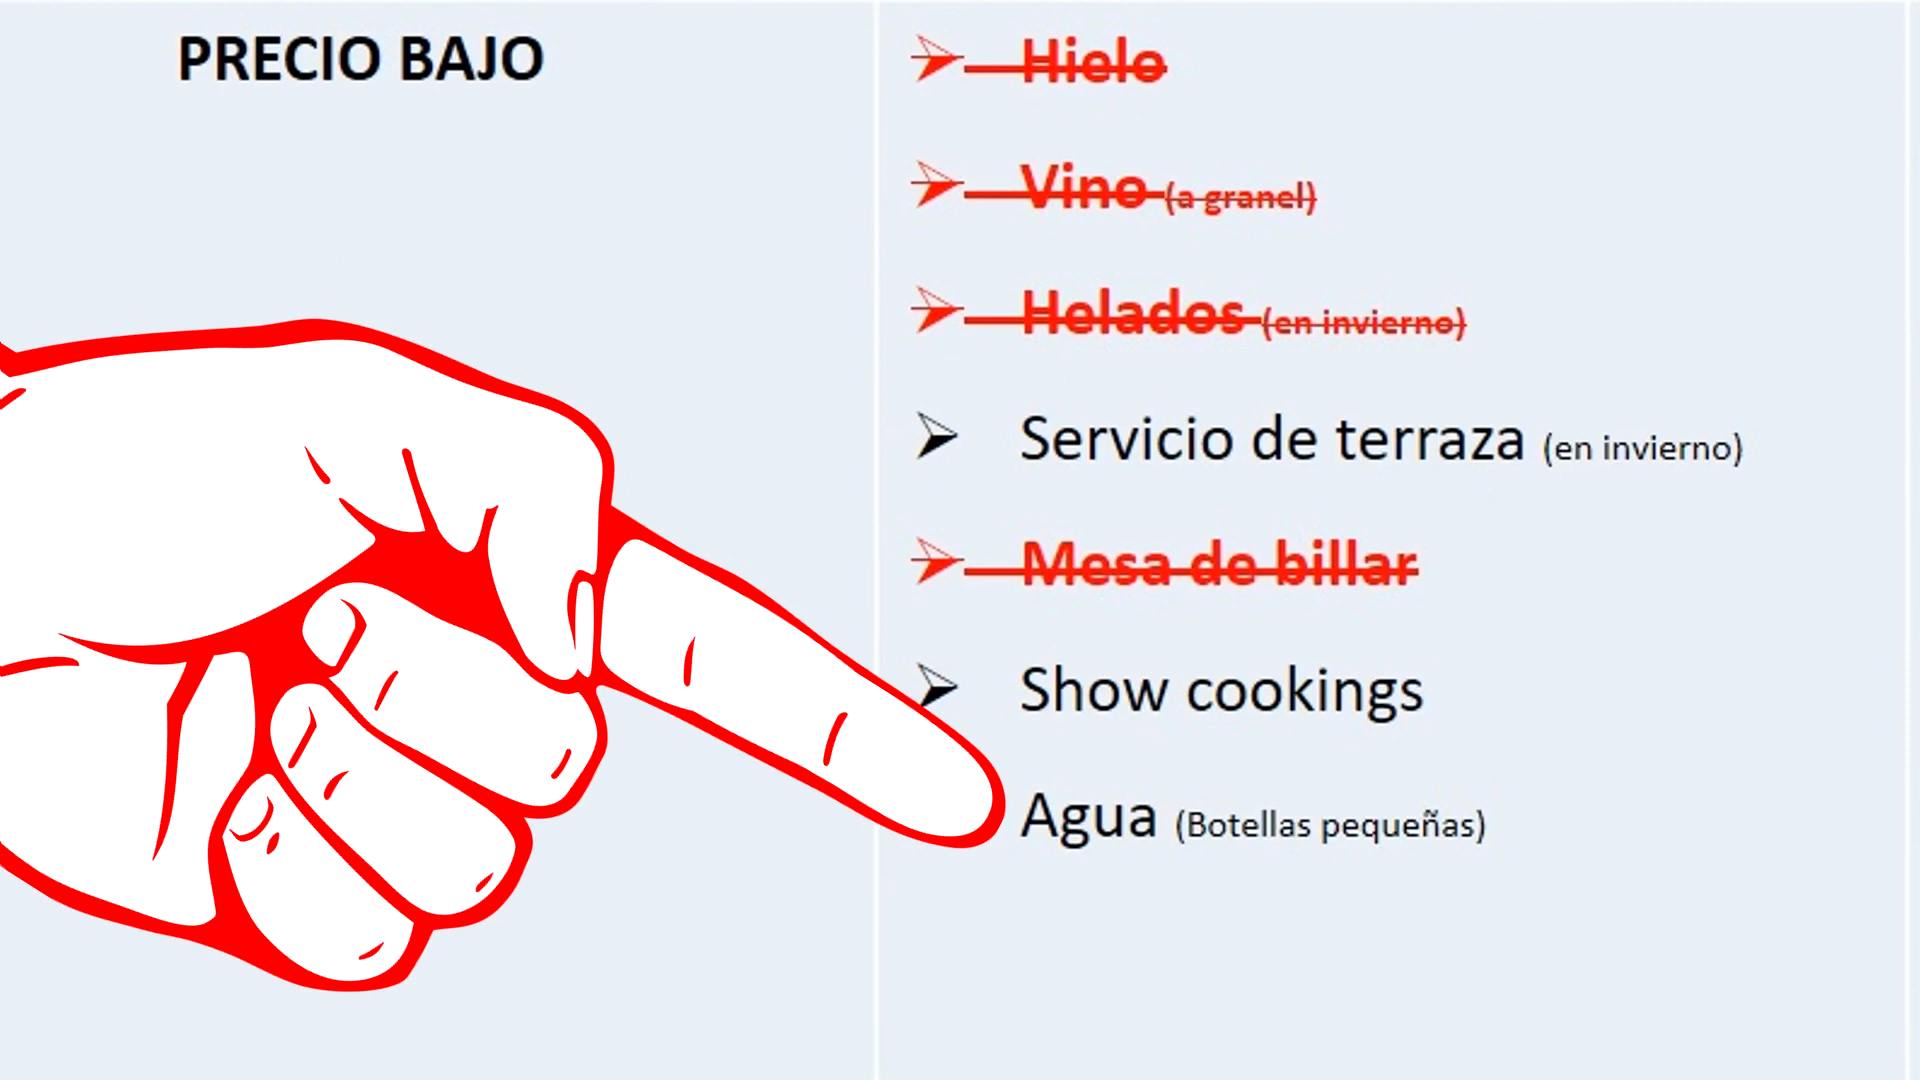 PRECIO BAJO
Hielo
Vino (a granel)
Helados (en invierno)
Servicio de terraza (en invierno)
Mesa de billar
Show cookings
Agua (Botellas pequeñas)